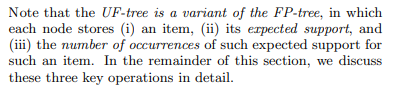 Note that the UF-tree is a variant of the FP-tree, in which
each node stores (i) an item, (ii) its expected support, and
(iii) the number of occurrences of such expected support for
such an item. In the remainder of this section, we discuss
these three key operations in detail.